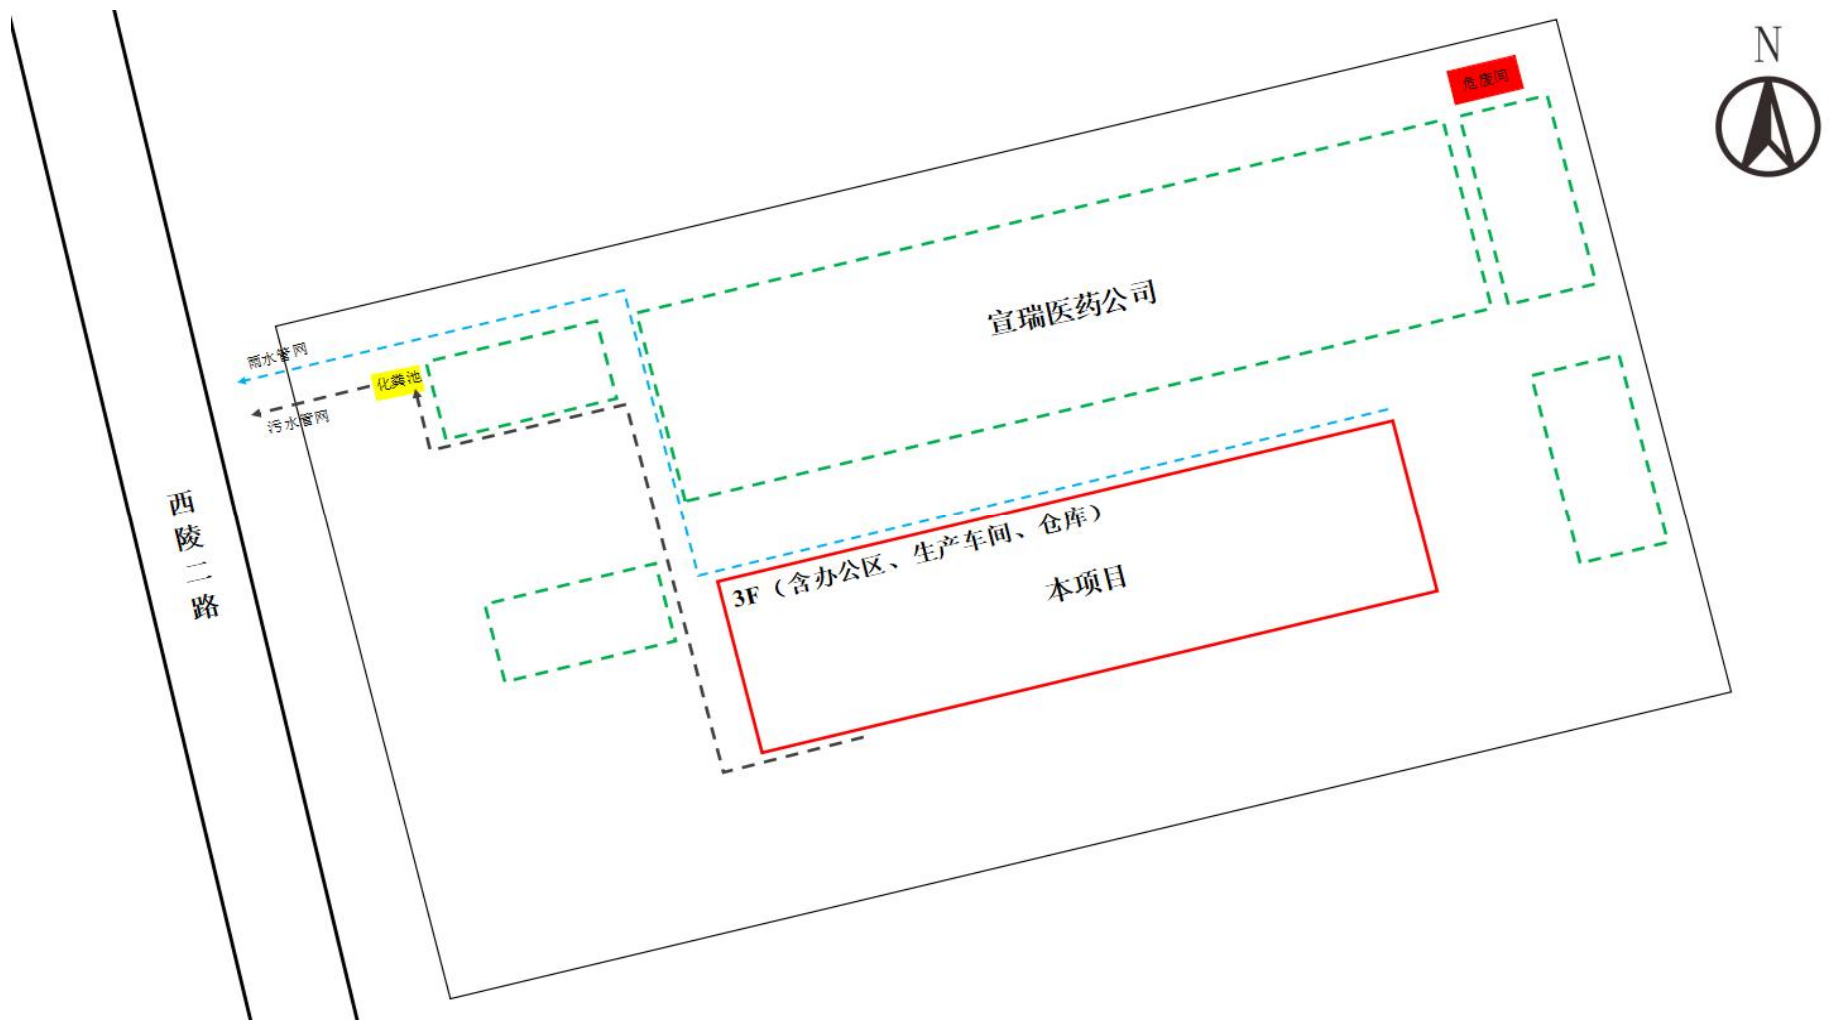 N
危废间
宣瑞医药公司
雨水管网
化粪池
污水管网
西陵二路
3F（含办公区、生产车间、仓库）
本项目